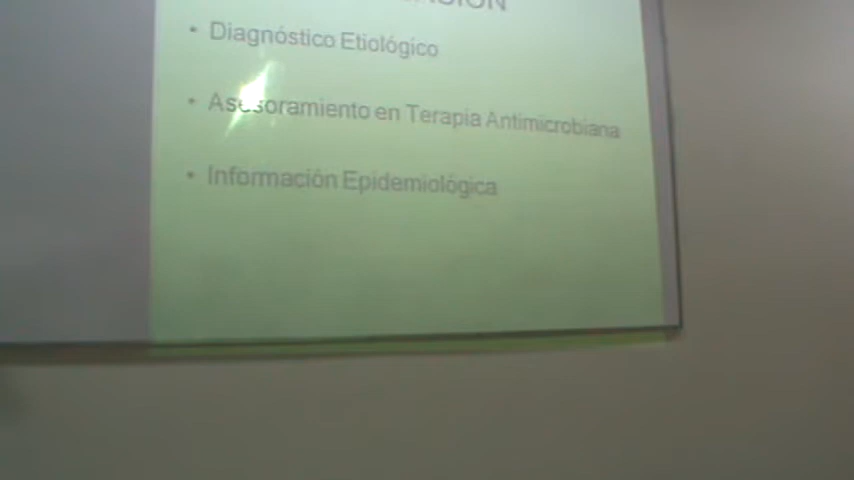 • Diagnóstico Etiológico
• Asesoramiento en Terapia Antimicrobiana
• Información Epidemiológica